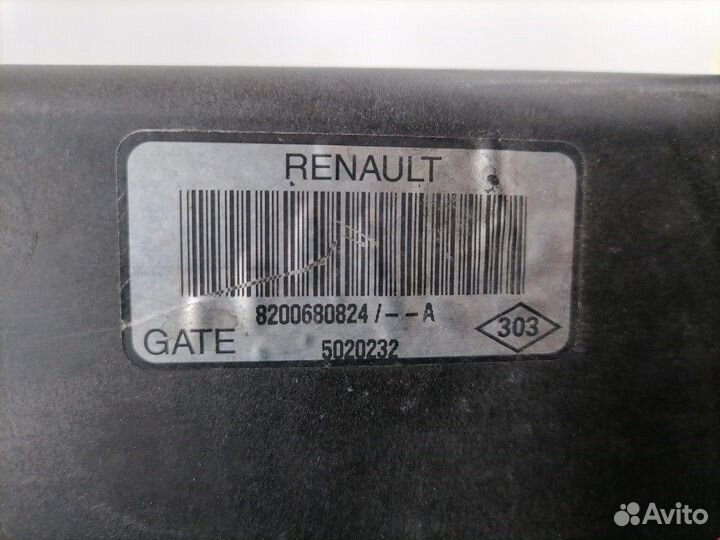 RENAULT
8200680824/--A
303
GATE
5020232
Avito